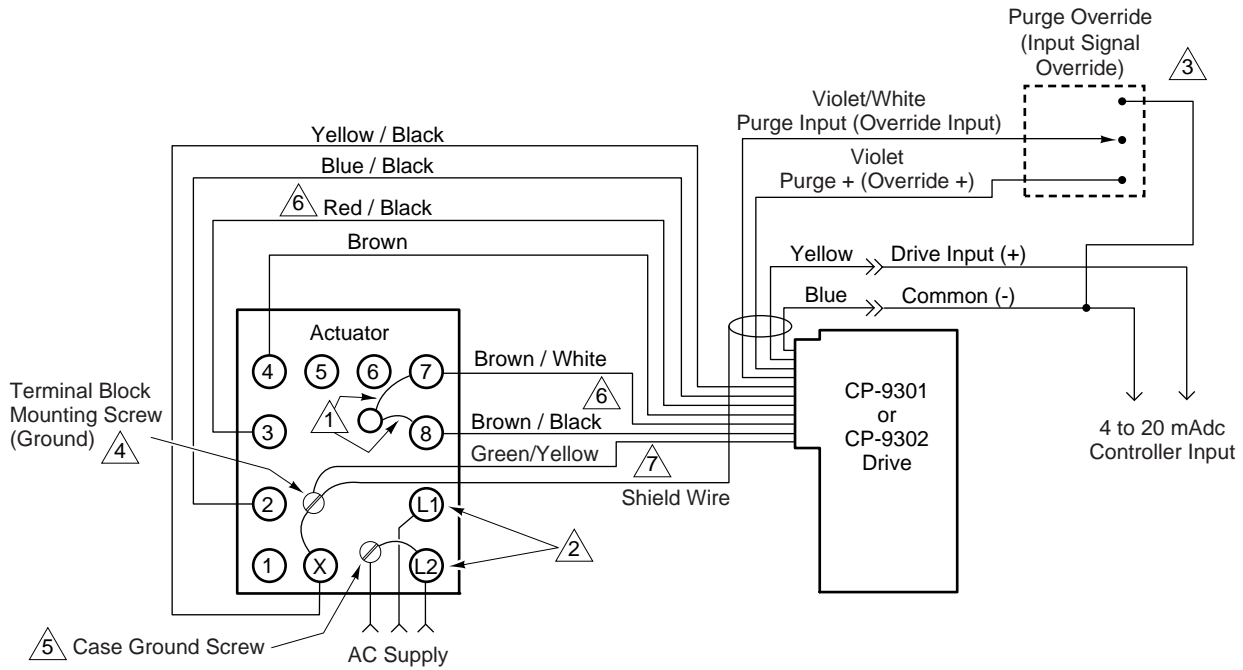 Purge Override
(Input Signal
Override)
3
Violet/White
Purge Input (Override Input)
Violet
Purge + (Override +)
Yellow / Black
Blue / Black
6
Red / Black
Brown
Yellow
Drive Input (+)
Blue
Common (-)
Actuator
4
5
6
7
Brown / White
6
Terminal Block
Mounting Screw
(Ground)
4
3
1
8
Brown / Black
Green/Yellow
7
Shield Wire
CP-9301
or
CP-9302
Drive
4 to 20 mAdc
Controller Input
2
L1
2
1
X
L2
5
Case Ground Screw
AC Supply